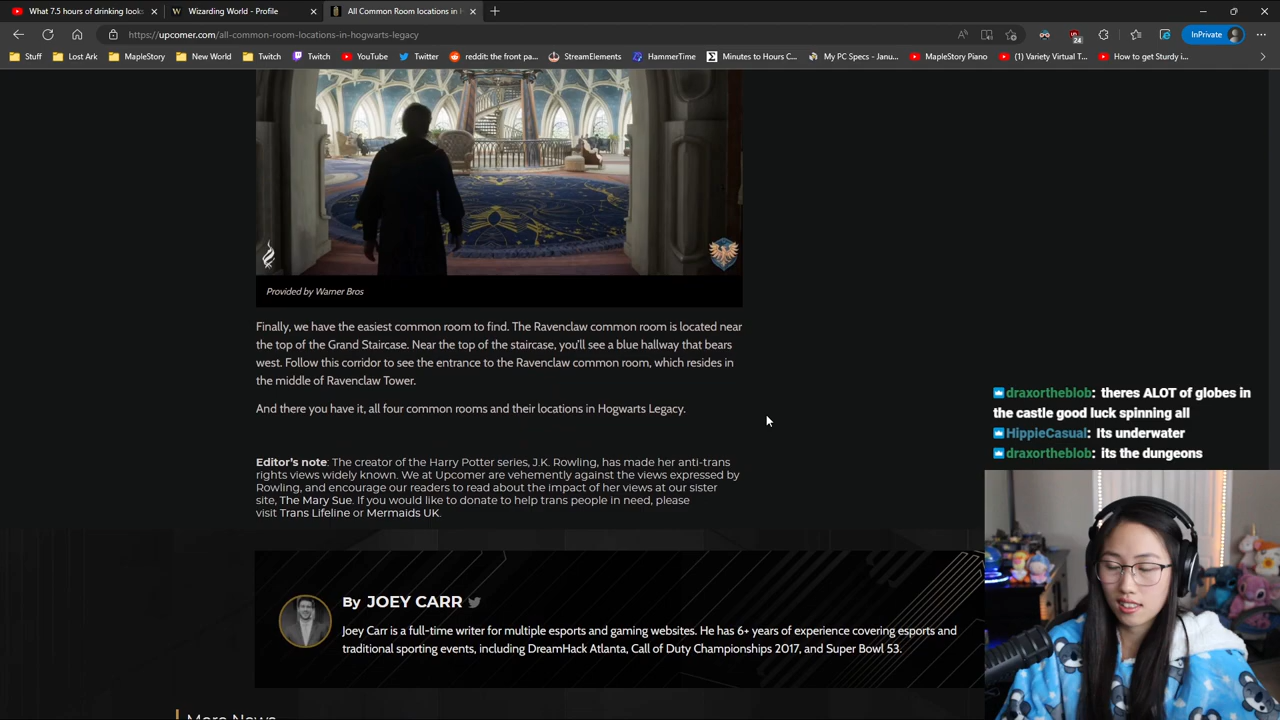 What 7.5 hours of drinking look
Wizarding World - Profile
All Common Room locations in H
https://upcomer.com/all-common-room-locations-in-hogwarts-legacy
24
InPrivate
Stuff
Lost Ark
MapleStory
New World
Twitch
Twitch
YouTube
Twitter
reddit: the front pa...
StreamElements
HammerTime
Minutes to Hours C...
My PC Specs - Janu...
MapleStory Piano
(1) Variety Virtual T...
How to get Sturdy i...
Provided by Warner Bros
Finally, we have the easiest common room to find. The Ravenclaw common room is located near
the top of the Grand Staircase. Near the top of the staircase, you'll see a blue hallway that bears
west. Follow this corridor to see the entrance to the Ravenclaw common room, which resides in
the middle of Ravenclaw Tower.
And there you have it, all four common rooms and their locations in Hogwarts Legacy.
Editor's note: The creator of the Harry Potter series, J.K. Rowling, has made her anti-trans
rights views widely known. We at Upcomer are vehemently against the views expressed by
Rowling, and encourage our readers to read about the impact of her views at our sister
site, The Mary Sue. If you would like to donate to help trans people in need, please
visit Trans Lifeline or Mermaids UK.
By JOEY CARR
Joey Carr is a full-time writer for multiple esports and gaming websites. He has 6+ years of experience covering esports and
traditional sporting events, including DreamHack Atlanta, Call of Duty Championships 2017, and Super Bowl 53.
More News
draxortheblob: theres ALOT of globes in
the castle good luck spinning all
HippieCasual: Its underwater
draxortheblob: its the dungeons